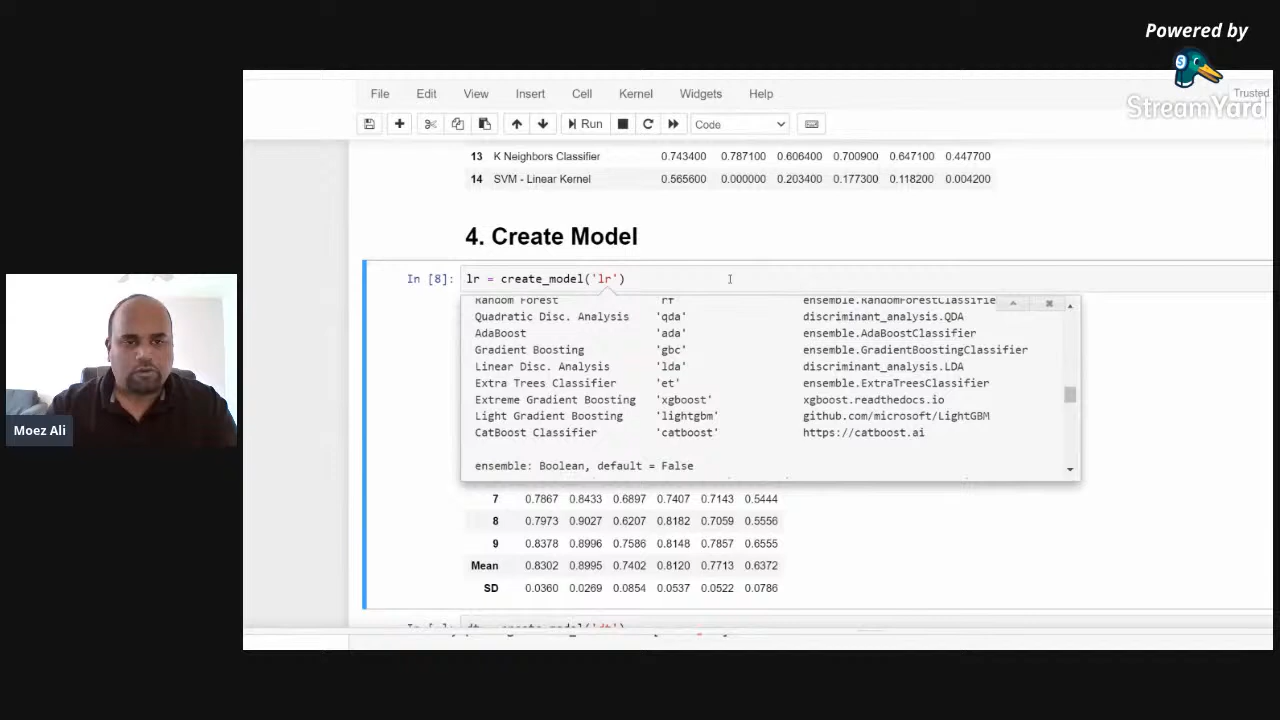 Powered by
StreamYard
File Edit View Insert Cell Kernel Widgets Help
Trusted
Run Code
13 K Neighbors Classifier 0.743400 0.787100 0.606400 0.700900 0.647100 0.447700
14 SVM - Linear Kernel 0.565600 0.000000 0.203400 0.177300 0.118200 0.004200
4. Create Model
In [8]: lr = create_model('lr')
Random Forest 'rf' ensemble.RandomForestClassifie
Quadratic Disc. Analysis 'qda' discriminant_analysis.QDA
AdaBoost 'ada' ensemble.AdaBoostClassifier
Gradient Boosting 'gbc' ensemble.GradientBoostingClassifier
Linear Disc. Analysis 'lda' discriminant_analysis.LDA
Extra Trees Classifier 'et' ensemble.ExtraTreesClassifier
Extreme Gradient Boosting 'xgboost' xgboost.readthedocs.io
Light Gradient Boosting 'lightgbm' github.com/microsoft/LightGBM
CatBoost Classifier 'catboost' https://catboost.ai
ensemble: Boolean, default = False
7 0.7867 0.8433 0.6897 0.7407 0.7143 0.5444
8 0.7973 0.9027 0.6207 0.8182 0.7059 0.5556
9 0.8378 0.8996 0.7586 0.8148 0.7857 0.6555
Mean 0.8302 0.8995 0.7402 0.8120 0.7713 0.6372
SD 0.0360 0.0269 0.0854 0.0537 0.0522 0.0786
dt = create_model('dt')
Moez Ali